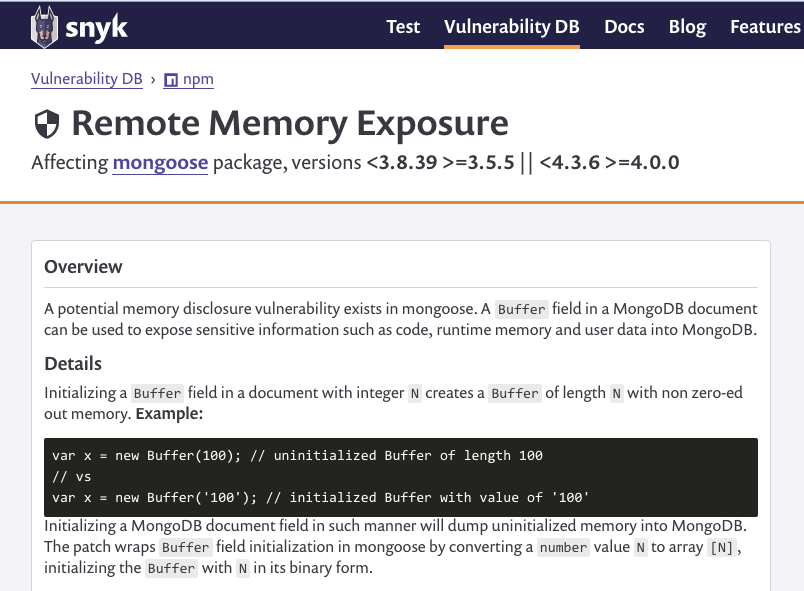 snyk
Test Vulnerability DB Docs Blog Features
Vulnerability DB › npm
Remote Memory Exposure
Affecting mongoose package, versions <3.8.39 >=3.5.5 || <4.3.6 >=4.0.0
Overview
A potential memory disclosure vulnerability exists in mongoose. A Buffer field in a MongoDB document
can be used to expose sensitive information such as code, runtime memory and user data into MongoDB.
Details
Initializing a Buffer field in a document with integer N creates a Buffer of length N with non zero-ed
out memory. Example:
var x = new Buffer(100); // uninitialized Buffer of length 100
// vs
var x = new Buffer('100'); // initialized Buffer with value of '100'
Initializing a MongoDB document field in such manner will dump uninitialized memory into MongoDB.
The patch wraps Buffer field initialization in mongoose by converting a number value N to array [N],
initializing the Buffer with N in its binary form.